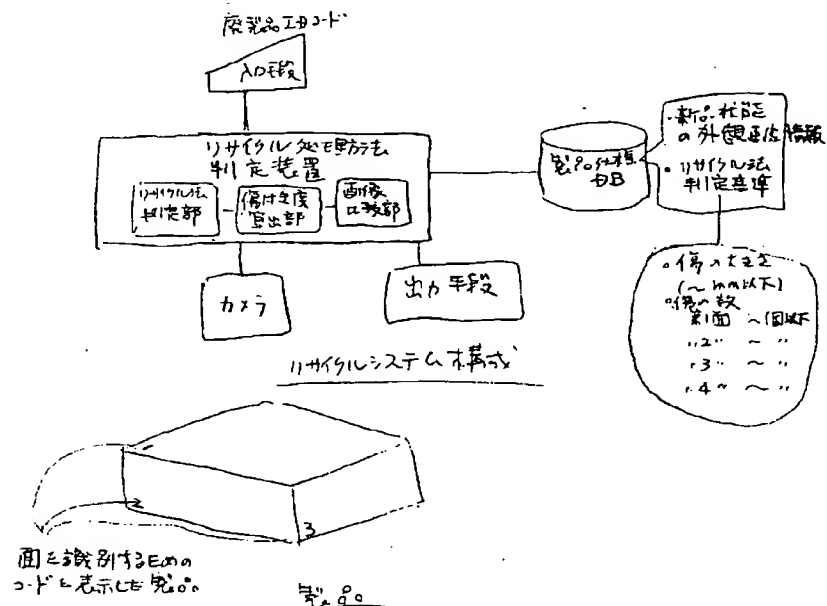 廃製品IDコード
入力手段
リサイクル処理方法
判定装置
リサイクル法
判定部
傷付き度
算出部
画像
比較部
カメラ
出力手段
製品仕様
DB
・新品状態
の外観画像情報
・リサイクル法
判定基準
・傷の大きさ
(〜mm以下)
・傷の数
第1面 〜個以下
〃2〃 〜 〃
〃3〃 〜 〃
〃4〃 〜 〃
リサイクルシステム構成
2
3
面を識別するための
コードを表示した製品
製品